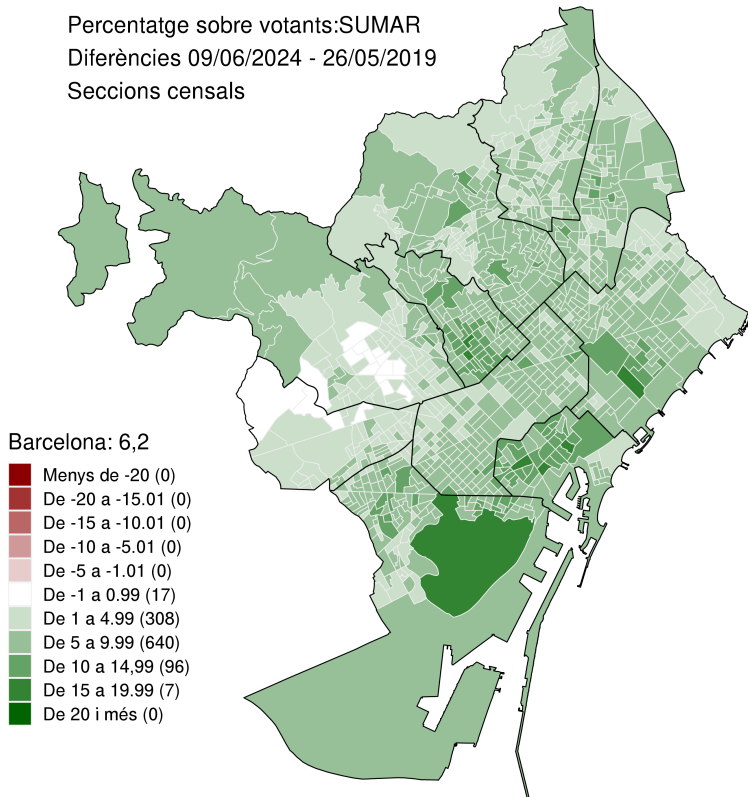 Percentatge sobre votants:SUMAR
Diferències 09/06/2024 - 26/05/2019
Seccions censals
Barcelona: 6,2
Menys de -20 (0)
De -20 a -15.01 (0)
De -15 a -10.01 (0)
De -10 a -5.01 (0)
De -5 a -1.01 (0)
De -1 a 0.99 (17)
De 1 a 4.99 (308)
De 5 a 9.99 (640)
De 10 a 14,99 (96)
De 15 a 19.99 (7)
De 20 i més (0)